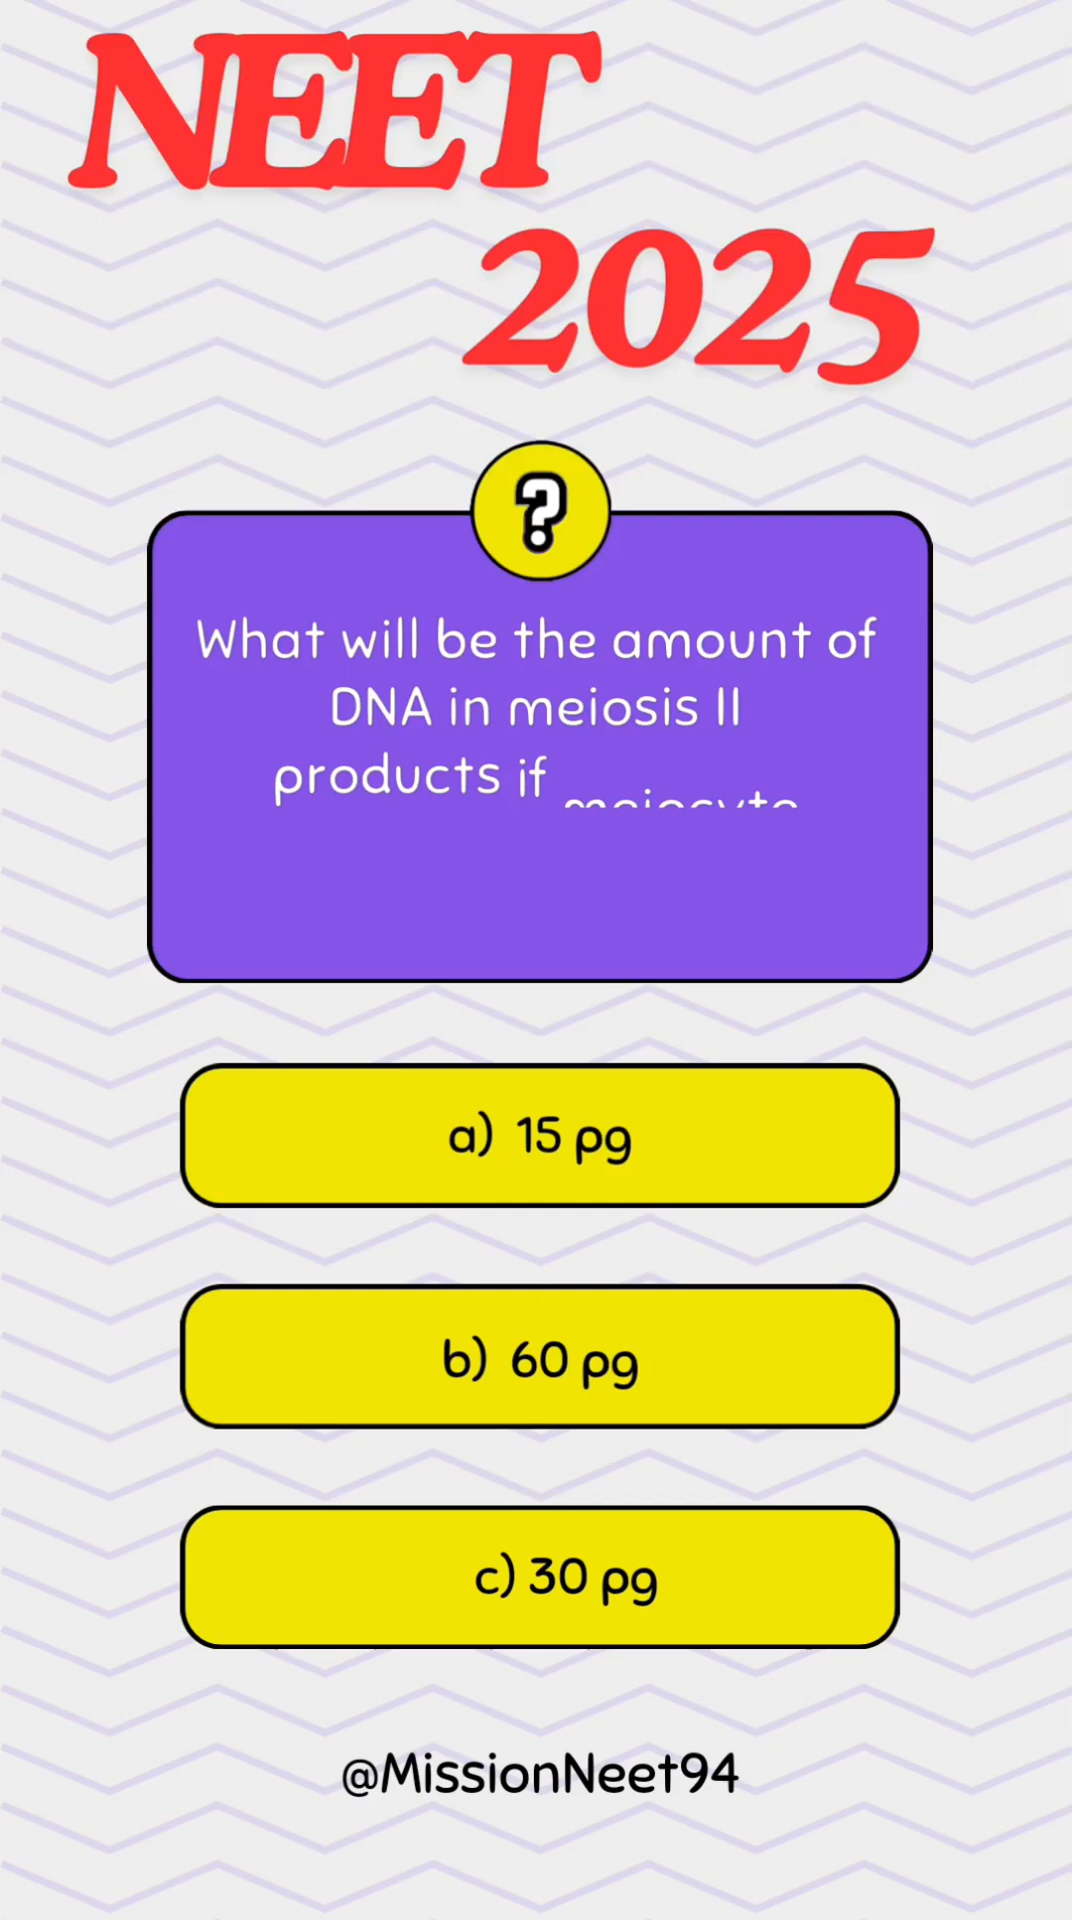 NEET
2025
?
What will be the amount of
DNA in meiosis II
products if meiocyte
a) 15 pg
b) 60 pg
c) 30 pg
@MissionNeet94